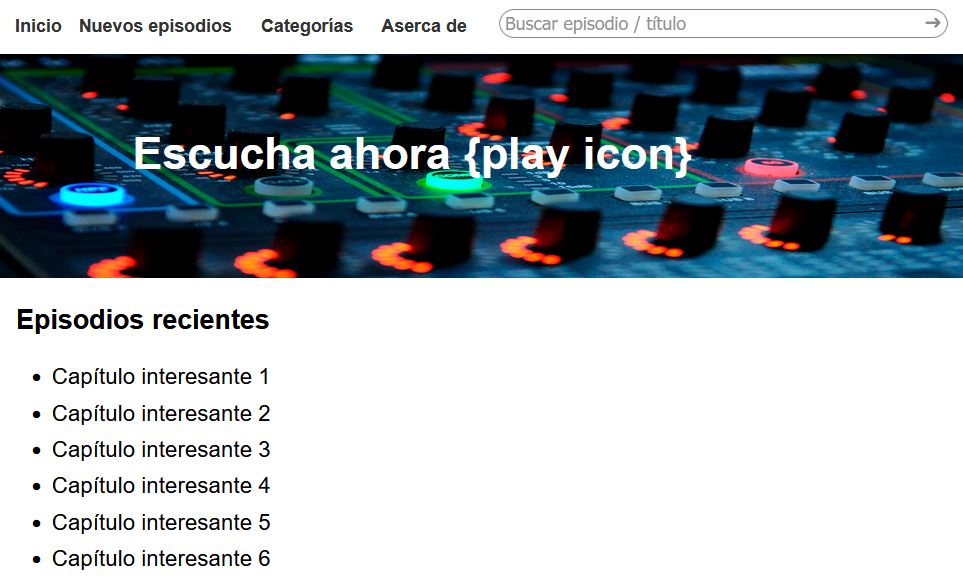 Inicio Nuevos episodios Categorías Acerca de Buscar episodio / título →
Escucha ahora {play icon}
Episodios recientes
• Capítulo interesante 1
• Capítulo interesante 2
• Capítulo interesante 3
• Capítulo interesante 4
• Capítulo interesante 5
• Capítulo interesante 6